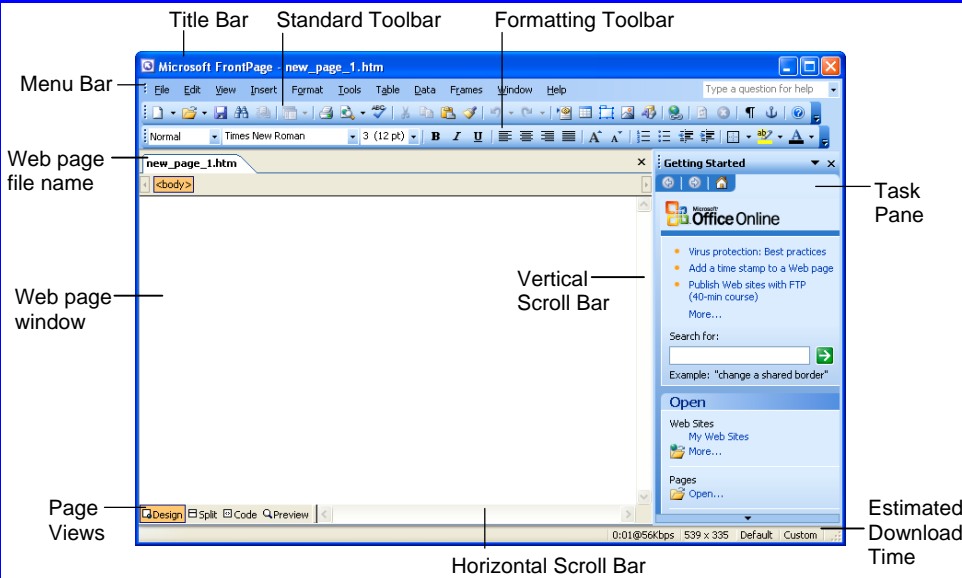 Title Bar
Standard Toolbar
Formatting Toolbar
Microsoft FrontPage - new_page_1.htm
Menu Bar
File Edit View Insert Format Tools Table Data Frames Window Help
Type a question for help
Normal
Times New Roman
3 (12 pt)
B I U
A A
ab
A
Web page
file name
new_page_1.htm
<body>
Getting Started
Task
Pane
Microsoft
Office Online
Virus protection: Best practices
Add a time stamp to a Web page
Publish Web sites with FTP
(40-min course)
More...
Vertical
Scroll Bar
Web page
window
Search for:
Example: "change a shared border"
Open
Web Sites
My Web Sites
More...
Pages
Open...
Page
Views
Design Split Code Preview
Estimated
Download
Time
0:01@56Kbps 539 x 335 Default Custom
Horizontal Scroll Bar